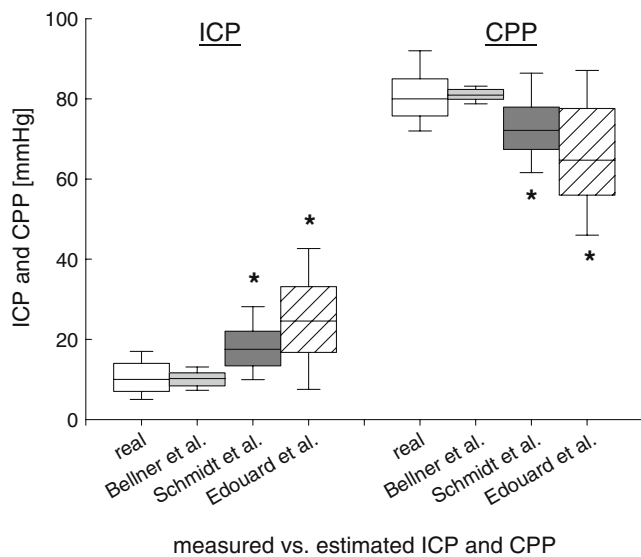 ICP CPP
100
80
60
40
20
0
ICP and CPP [mmHg]
* * * *
real Bellner et al. Schmidt et al. Edouard et al. real Bellner et al. Schmidt et al. Edouard et al.
measured vs. estimated ICP and CPP